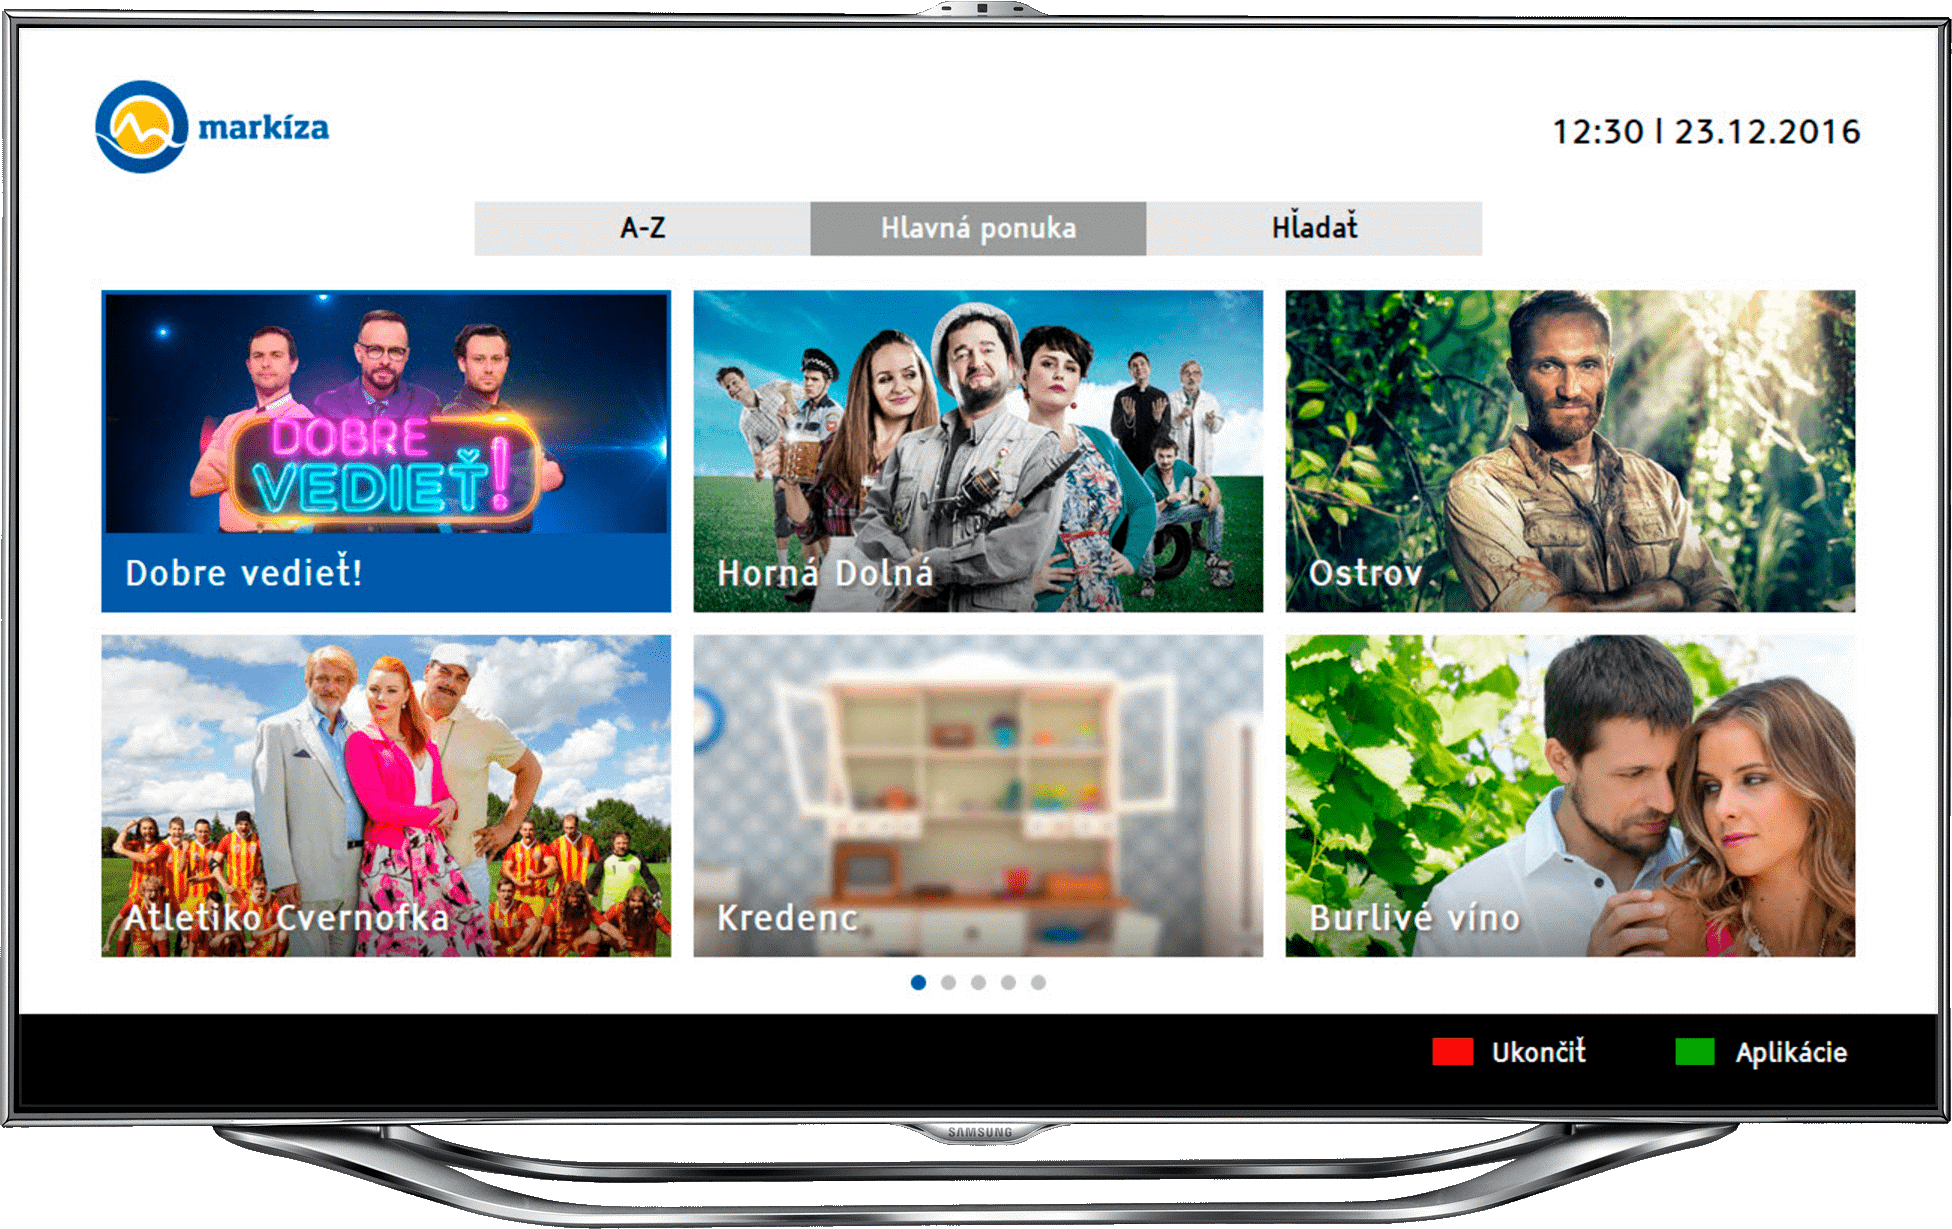 markíza
12:30 | 23.12.2016
A-Z
Hlavná ponuka
Hľadať
DOBRE
VEDIEŤ!
Dobre vedieť!
Horná Dolná
Ostrov
Atletiko Cvernofka
Kredenc
Burlivé víno
Ukončiť
Aplikácie
SAMSUNG